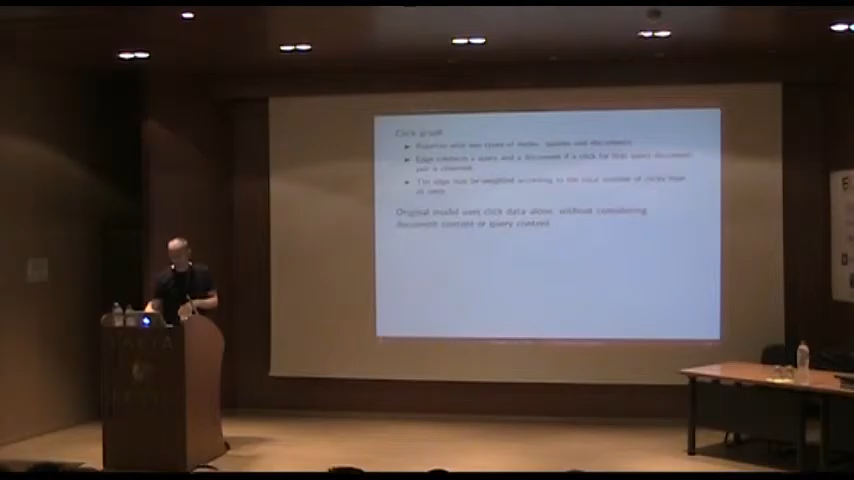 Click graph
Bipartite with two types of nodes: queries and documents
Edge connects a query and a document if a click for that query-document
pair is observed
The edge may be weighted according to the total number of clicks from
all users
Original model uses click data alone, without considering
document content or query content